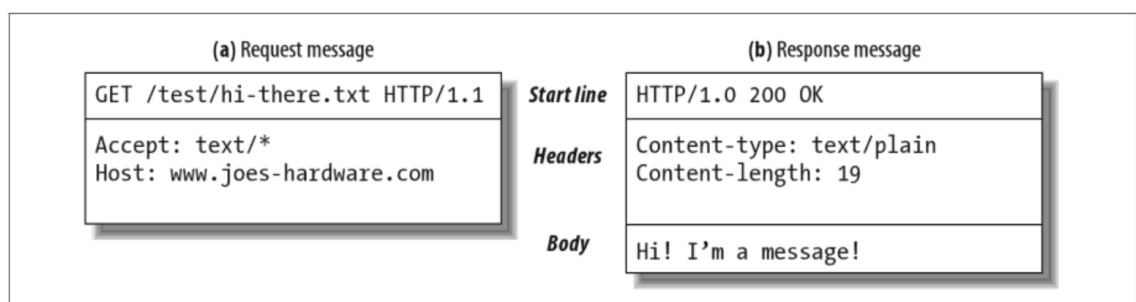 (a) Request message
GET /test/hi-there.txt HTTP/1.1
Accept: text/*
Host: www.joes-hardware.com
Start line
Headers
Body
(b) Response message
HTTP/1.0 200 OK
Content-type: text/plain
Content-length: 19
Hi! I’m a message!